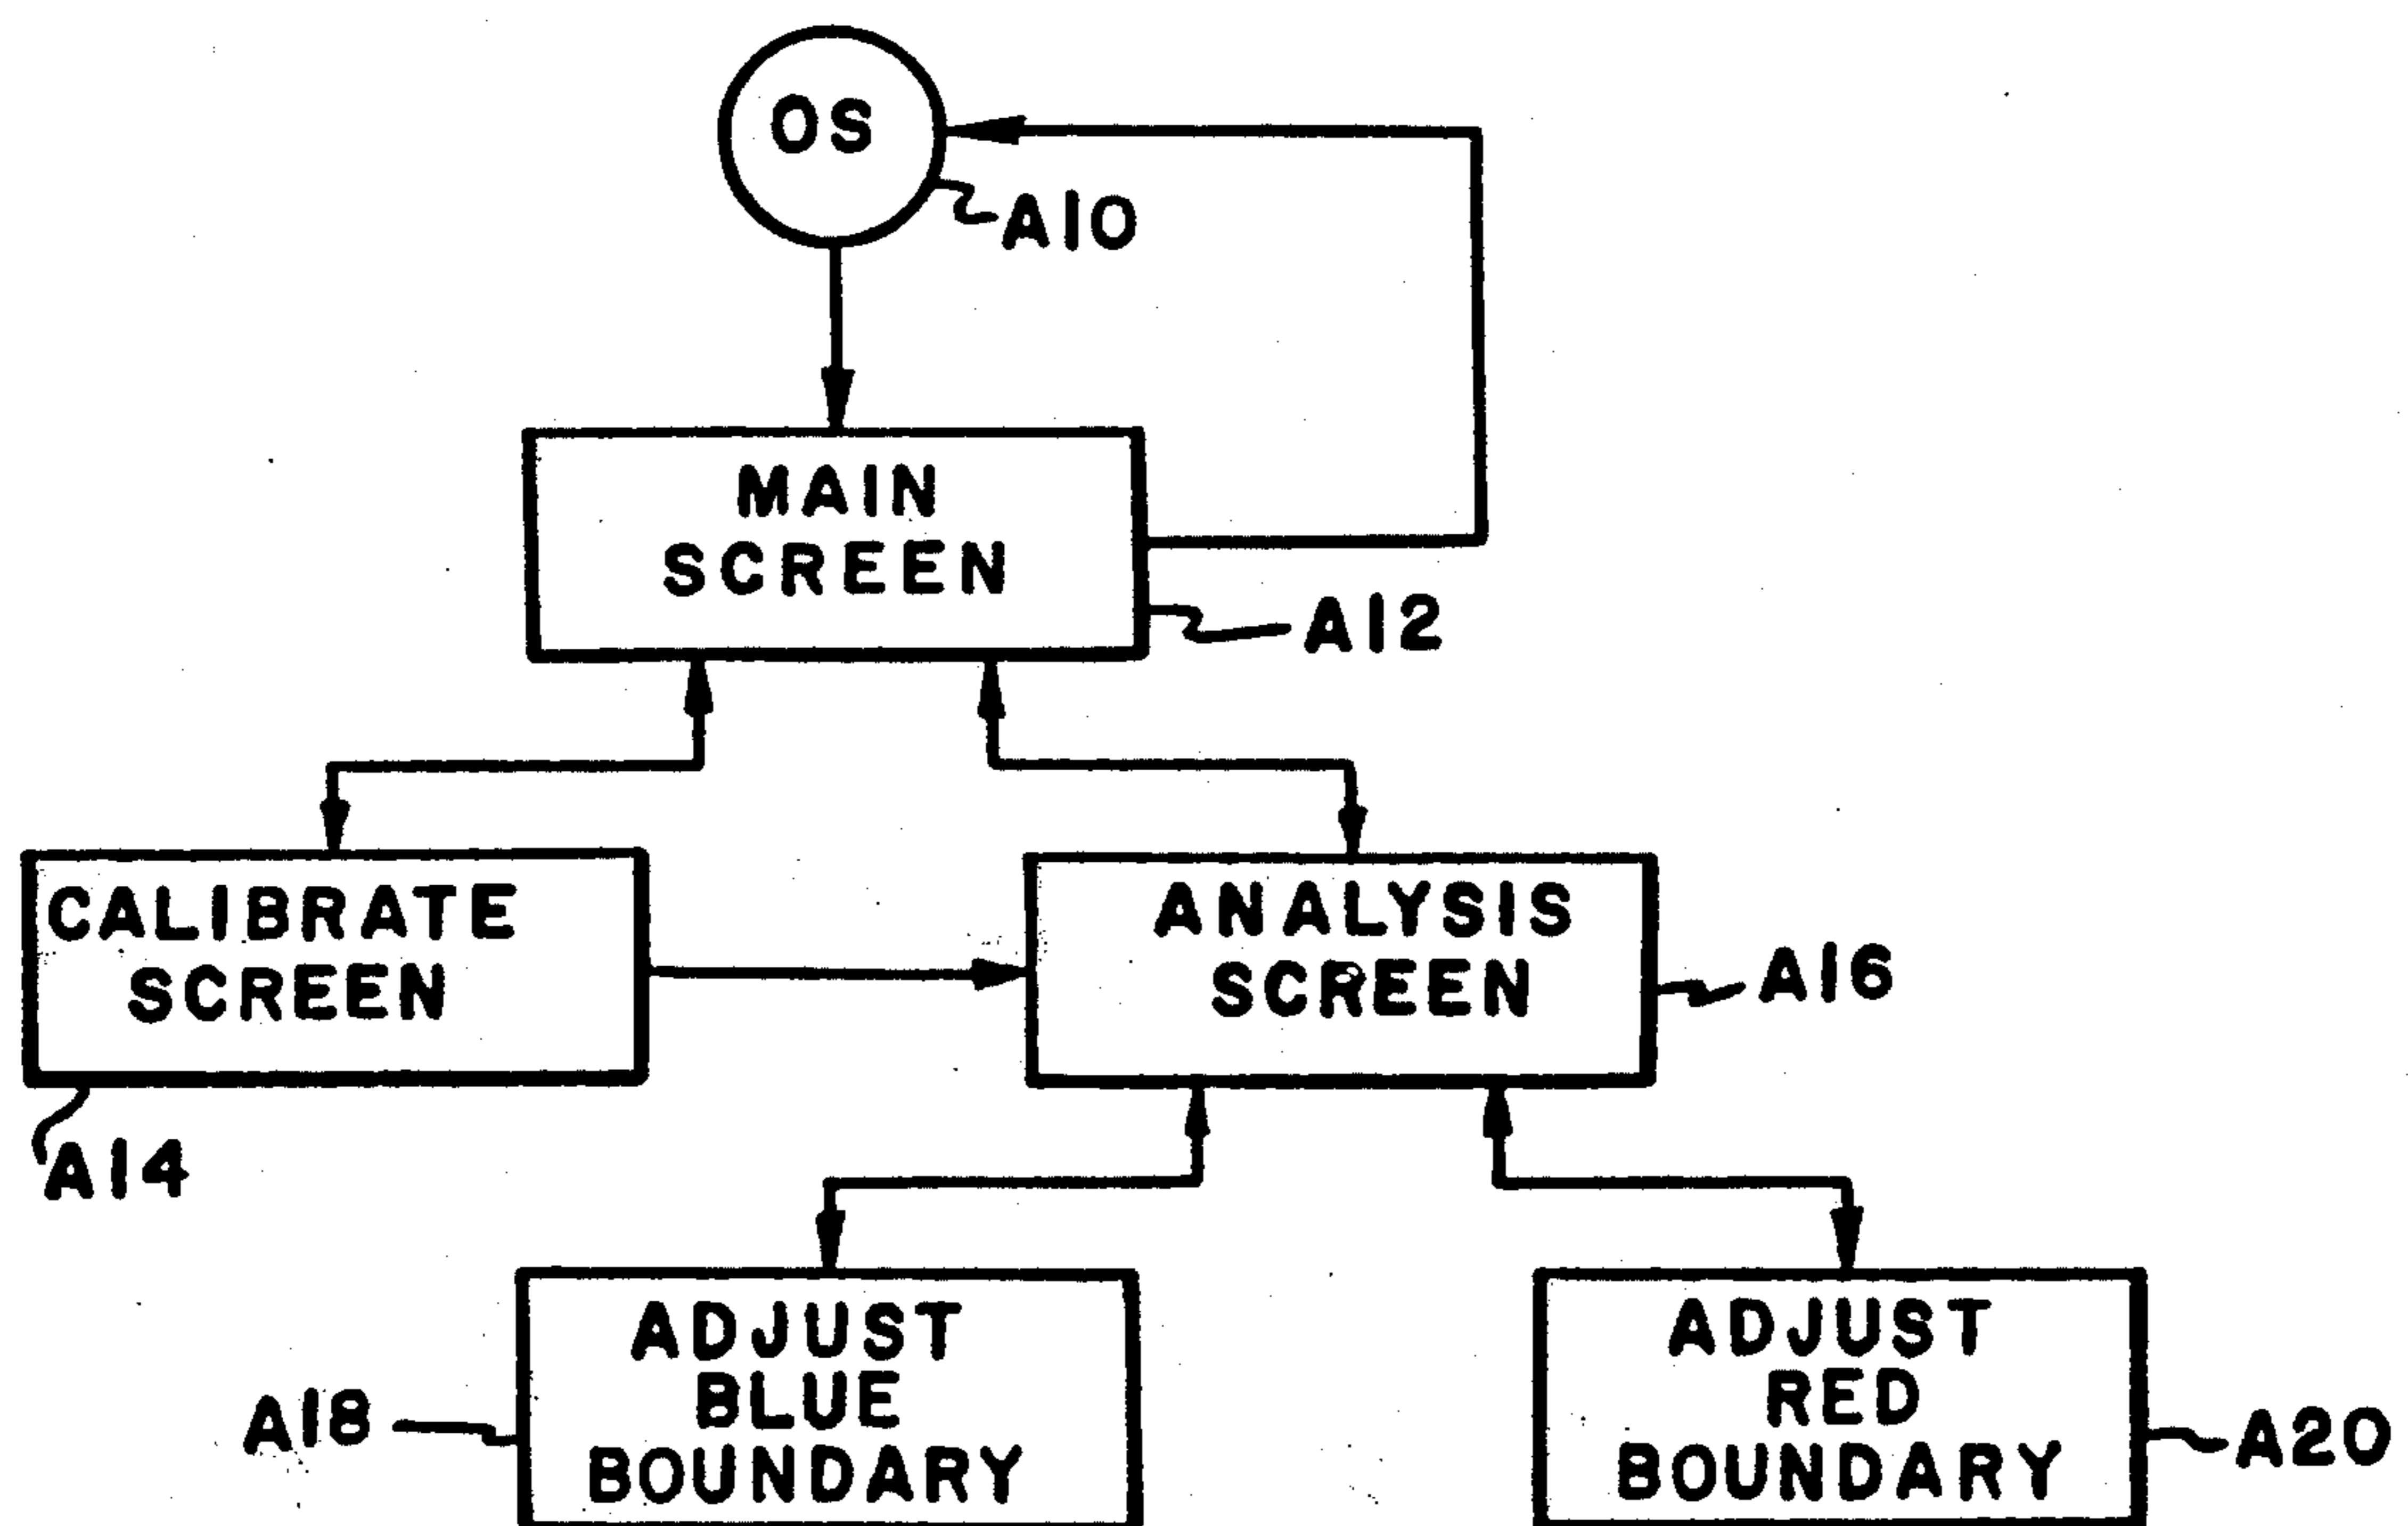 OS
A10
MAIN
SCREEN
A12
CALIBRATE
SCREEN
A14
ANALYSIS
SCREEN
A16
ADJUST
BLUE
BOUNDARY
A18
ADJUST
RED
BOUNDARY
A20